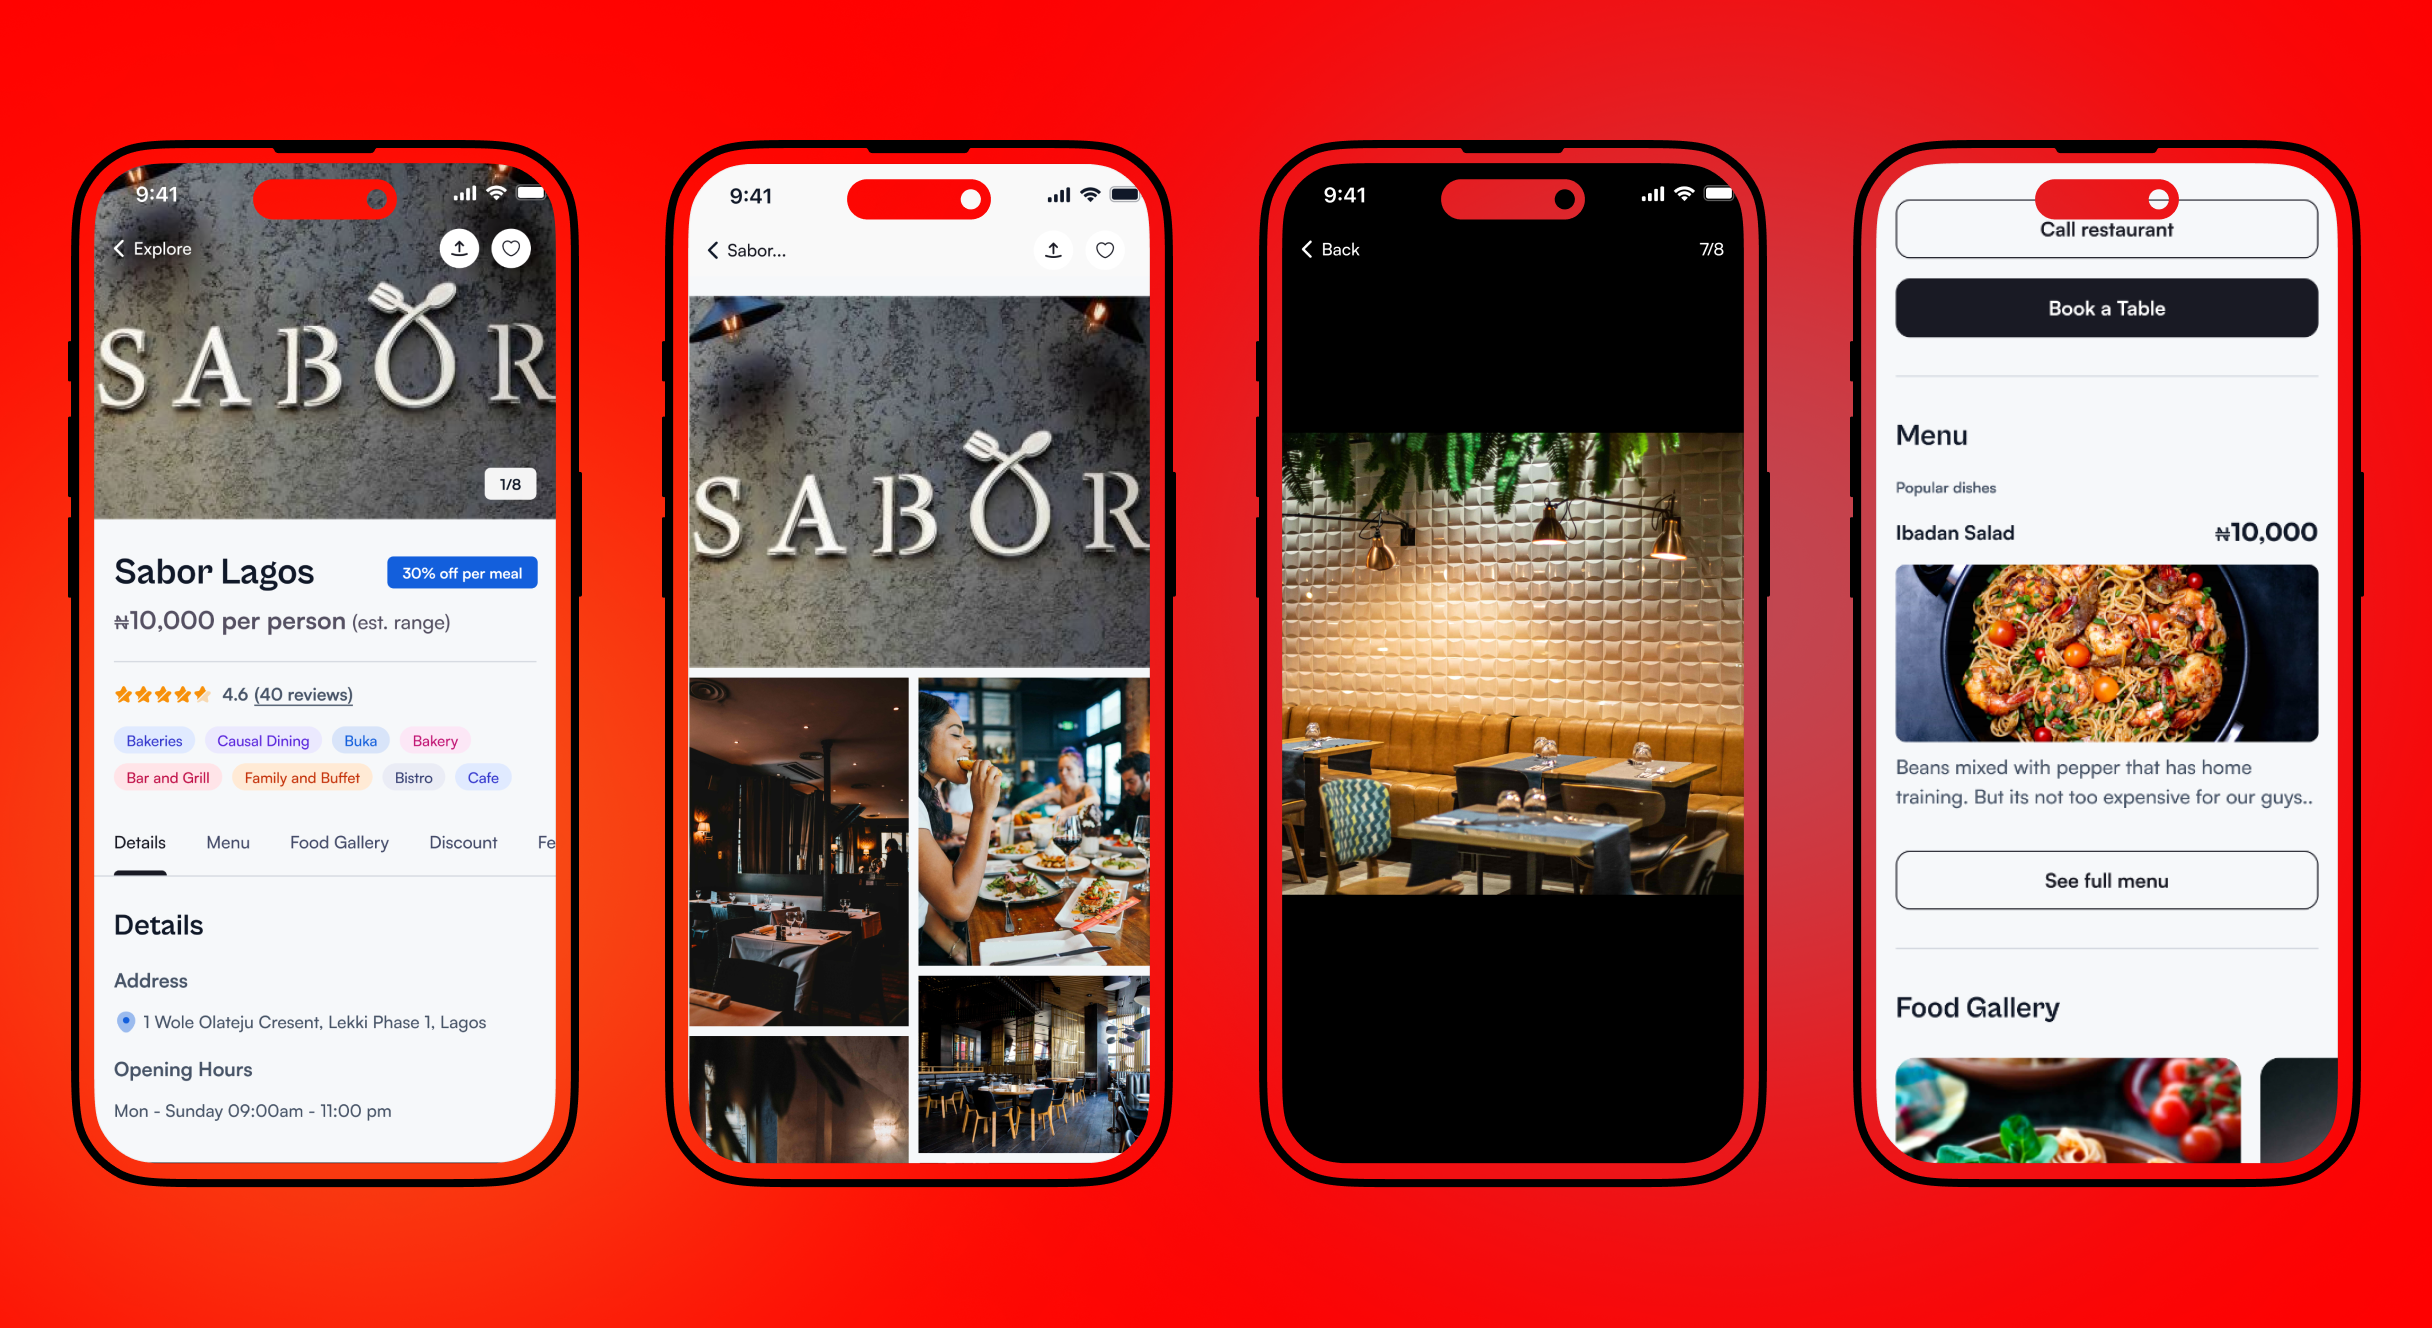 9:41
Explore
SABOR
1/8
Sabor Lagos
30% off per meal
₦10,000 per person (est. range)
4.6 (40 reviews)
Bakeries Causal Dining Buka Bakery
Bar and Grill Family and Buffet Bistro Cafe
Details Menu Food Gallery Discount Fe
Details
Address
1 Wole Olateju Cresent, Lekki Phase 1, Lagos
Opening Hours
Mon - Sunday 09:00am - 11:00 pm
9:41
Sabor...
SABOR
9:41
Back
7/8
Call restaurant
Book a Table
Menu
Popular dishes
Ibadan Salad ₦10,000
Beans mixed with pepper that has home
training. But its not too expensive for our guys..
See full menu
Food Gallery